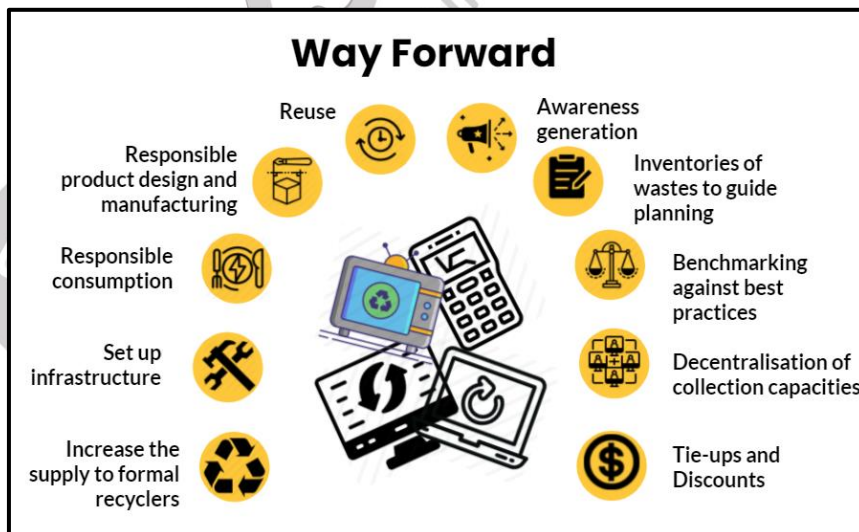 Way Forward
Reuse
Awareness
generation
Responsible
product design and
manufacturing
Inventories of
wastes to guide
planning
Responsible
consumption
Benchmarking
against best
practices
Set up
infrastructure
Decentralisation of
collection capacities
Increase the
supply to formal
recyclers
Tie-ups and
Discounts